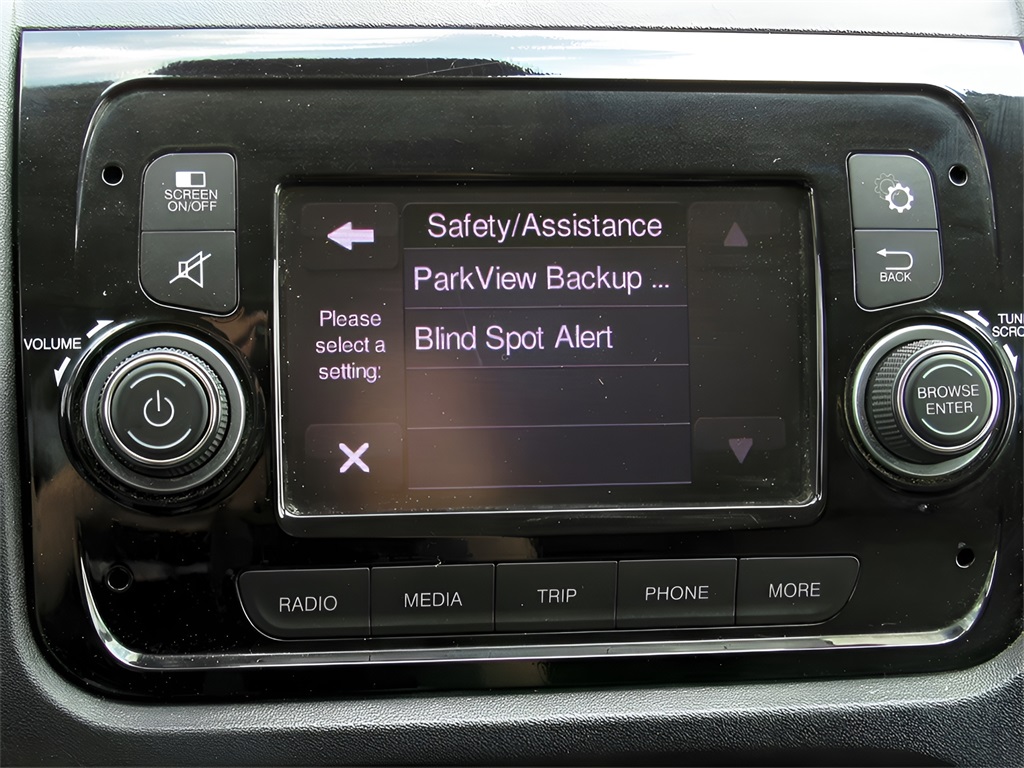 SCREEN
ON/OFF
VOLUME
Safety/Assistance
ParkView Backup ...
Blind Spot Alert
Please
select a
setting:
BACK
BROWSE
ENTER
RADIO
MEDIA
TRIP
PHONE
MORE